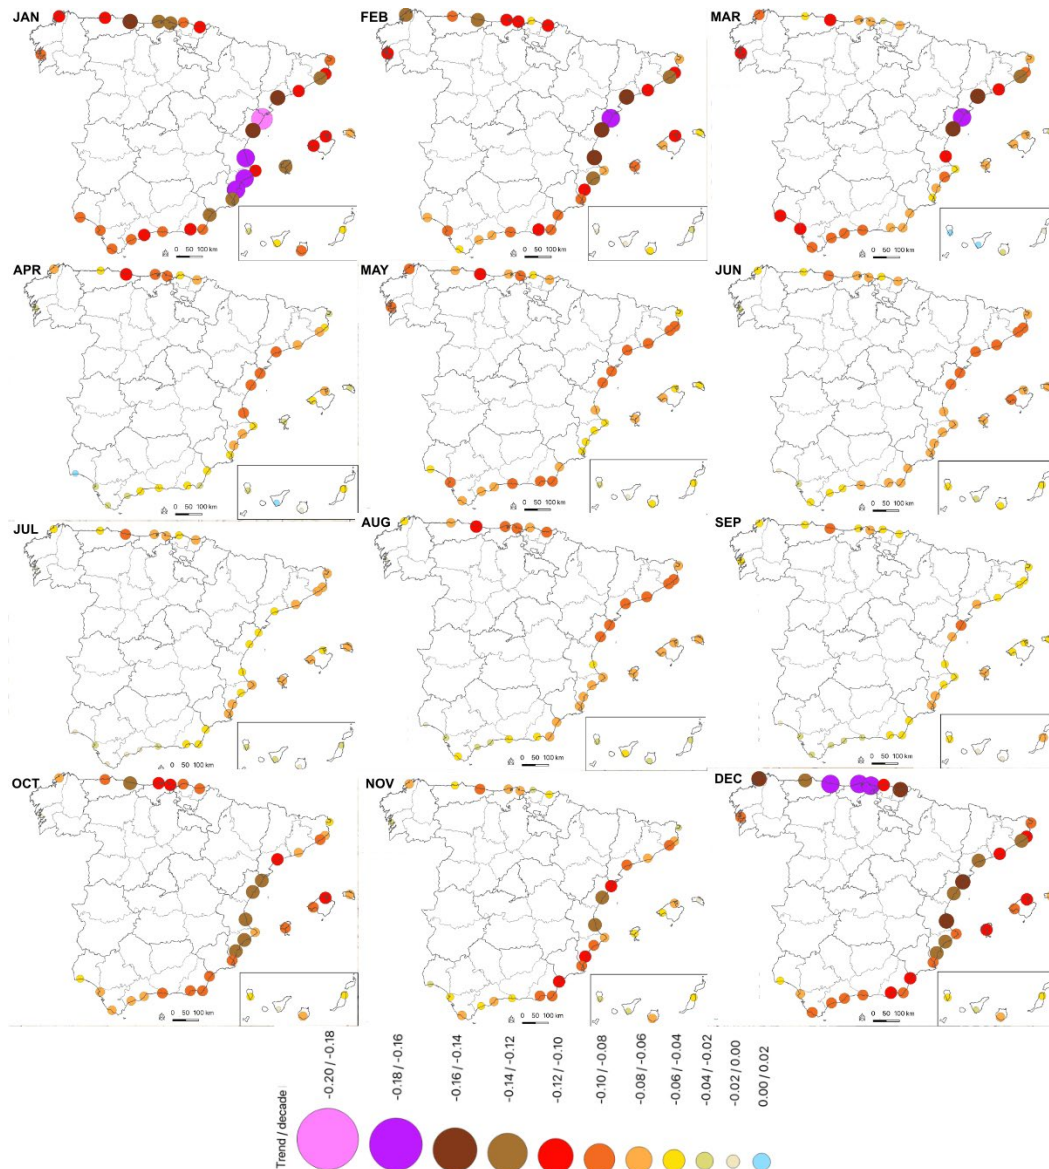 JAN
FEB
MAR
0 50 100 km
0 50 100 km
0 50 100 km
APR
MAY
JUN
0 50 100 km
0 50 100 km
0 50 100 km
JUL
AUG
SEP
0 50 100 km
0 50 100 km
0 50 100 km
OCT
NOV
DEC
0 50 100 km
0 50 100 km
0 50 100 km
Trend / decade
-0.20 / -0.18
-0.18 / -0.16
-0.16 / -0.14
-0.14 / -0.12
-0.12 / -0.10
-0.10 / -0.08
-0.08 / -0.06
-0.06 / -0.04
-0.04 / -0.02
-0.02 / 0.00
0.00 / 0.02